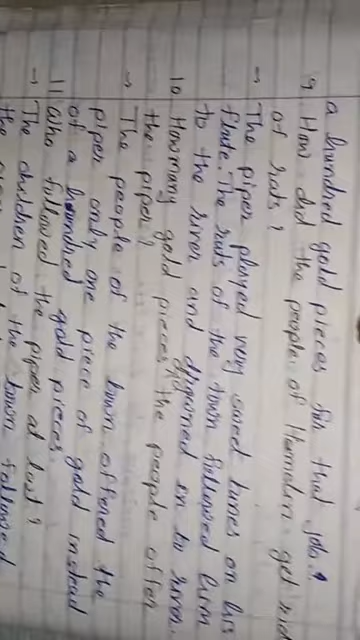 a hundred gold pieces for that job.
9. How did the people of Hamelin get rid
of rats?
→ The piper played very sweet tunes on his
flute. The rats of the town followed him
to the river and drowned in to river.
10 How many gold pieces did the people offer
the piper?
→ The people of the town offered the
piper only one piece of gold instead
of a hundred gold pieces.
11 Who followed the piper at last?
→ The children of the town followed
the